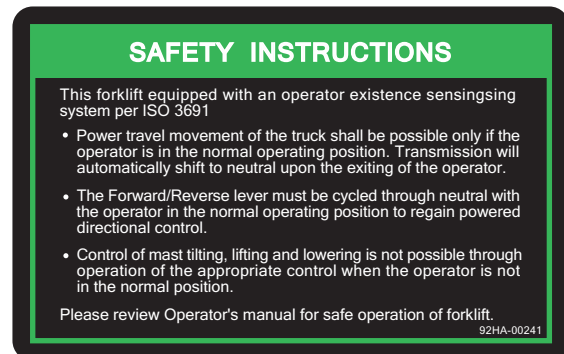 SAFETY INSTRUCTIONS
This forklift equipped with an operator existence sensingsing
system per ISO 3691
• Power travel movement of the truck shall be possible only if the
operator is in the normal operating position. Transmission will
automatically shift to neutral upon the exiting of the operator.
• The Forward/Reverse lever must be cycled through neutral with
the operator in the normal operating position to regain powered
directional control.
• Control of mast tilting, lifting and lowering is not possible through
operation of the appropriate control when the operator is not
in the normal position.
Please review Operator's manual for safe operation of forklift.
92HA-00241